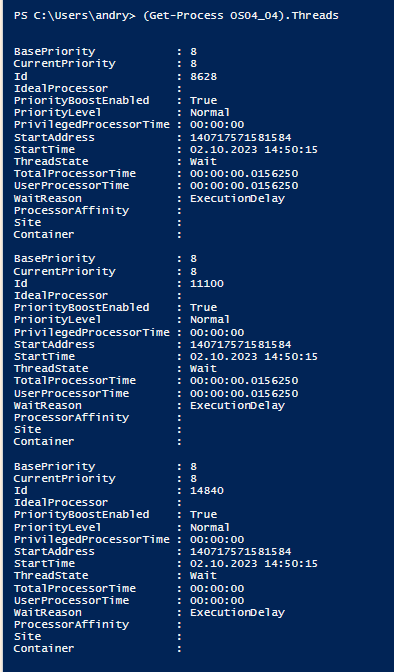 PS C:\Users\andry> (Get-Process OS04_04).Threads
BasePriority : 8
CurrentPriority : 8
Id : 8628
IdealProcessor :
PriorityBoostEnabled : True
PriorityLevel : Normal
PrivilegedProcessorTime : 00:00:00
StartAddress : 140717571581584
StartTime : 02.10.2023 14:50:15
ThreadState : Wait
TotalProcessorTime : 00:00:00.0156250
UserProcessorTime : 00:00:00.0156250
WaitReason : ExecutionDelay
ProcessorAffinity :
Site :
Container :
BasePriority : 8
CurrentPriority : 8
Id : 11100
IdealProcessor :
PriorityBoostEnabled : True
PriorityLevel : Normal
PrivilegedProcessorTime : 00:00:00
StartAddress : 140717571581584
StartTime : 02.10.2023 14:50:15
ThreadState : Wait
TotalProcessorTime : 00:00:00.0156250
UserProcessorTime : 00:00:00.0156250
WaitReason : ExecutionDelay
ProcessorAffinity :
Site :
Container :
BasePriority : 8
CurrentPriority : 8
Id : 14840
IdealProcessor :
PriorityBoostEnabled : True
PriorityLevel : Normal
PrivilegedProcessorTime : 00:00:00
StartAddress : 140717571581584
StartTime : 02.10.2023 14:50:15
ThreadState : Wait
TotalProcessorTime : 00:00:00
UserProcessorTime : 00:00:00
WaitReason : ExecutionDelay
ProcessorAffinity :
Site :
Container :